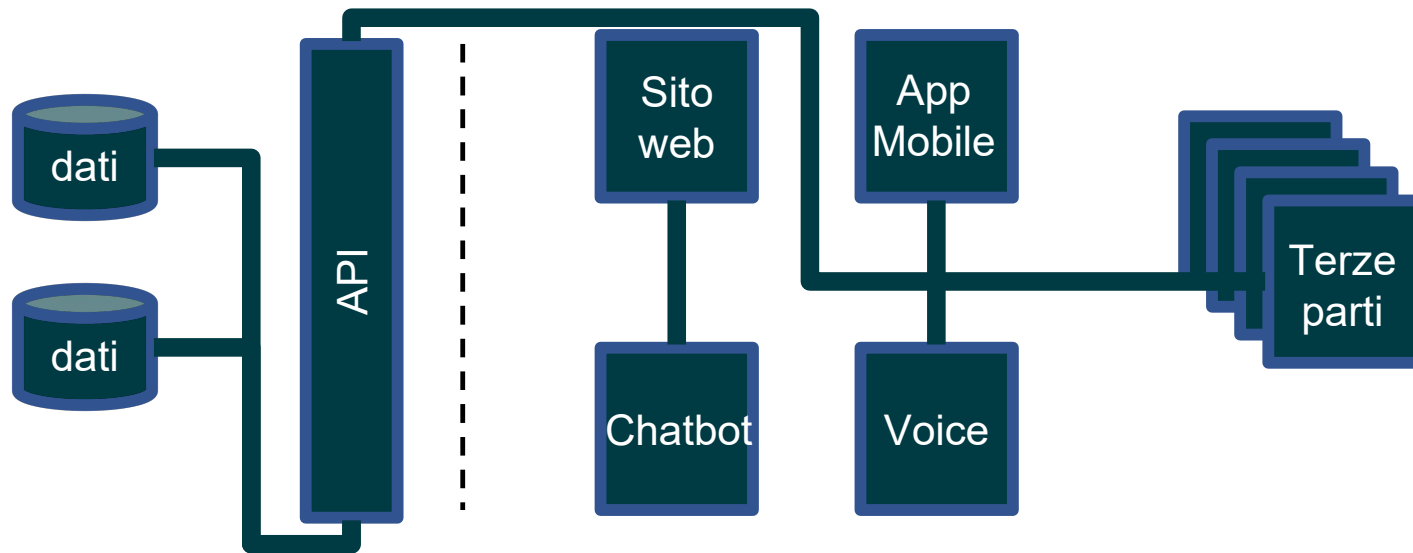 dati
dati
API
Sito
web
App
Mobile
Chatbot
Voice
Terze
parti